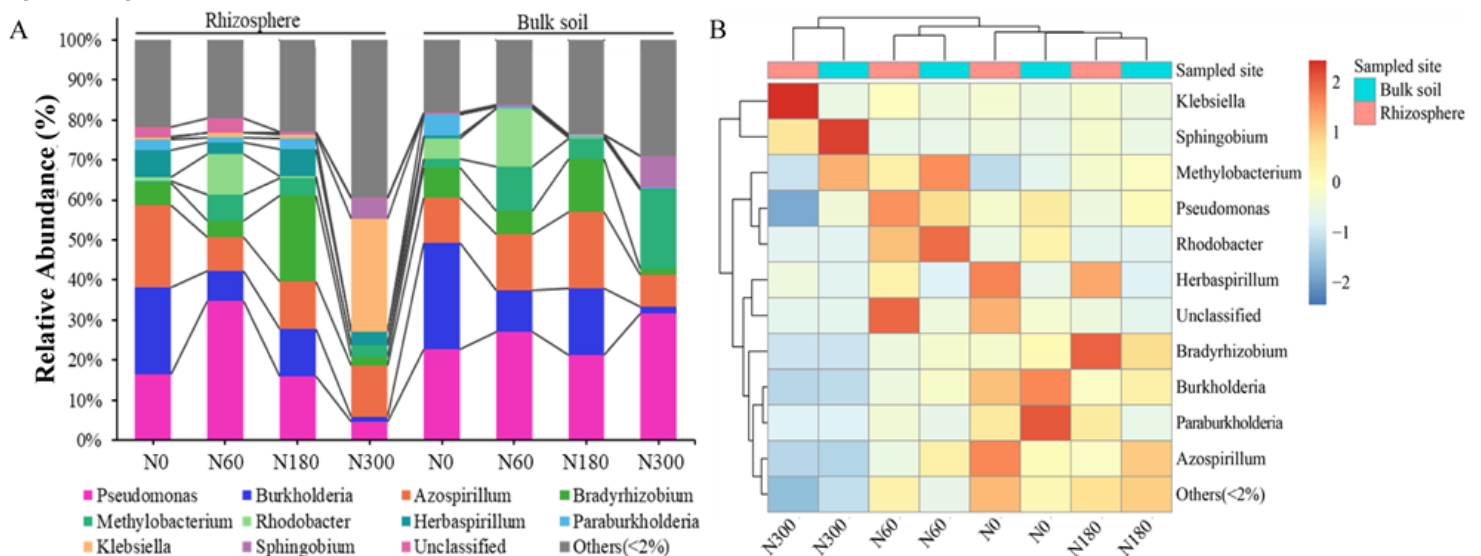 A
Rhizosphere
Bulk soil
Relative Abundance (%)
100%
90%
80%
70%
60%
50%
40%
30%
20%
10%
0%
N0 N60 N180 N300 N0 N60 N180 N300
Pseudomonas Burkholderia Azospirillum Bradyrhizobium
Methylobacterium Rhodobacter Herbaspirillum Paraburkholderia
Klebsiella Sphingobium Unclassified Others(<2%)
B
Sampled site
Klebsiella
Sphingobium
Methylobacterium
Pseudomonas
Rhodobacter
Herbaspirillum
Unclassified
Bradyrhizobium
Burkholderia
Paraburkholderia
Azospirillum
Others(<2%)
N300 N300 N60 N60 N0 N0 N180 N180
2
1
0
−1
−2
Sampled site
Bulk soil
Rhizosphere